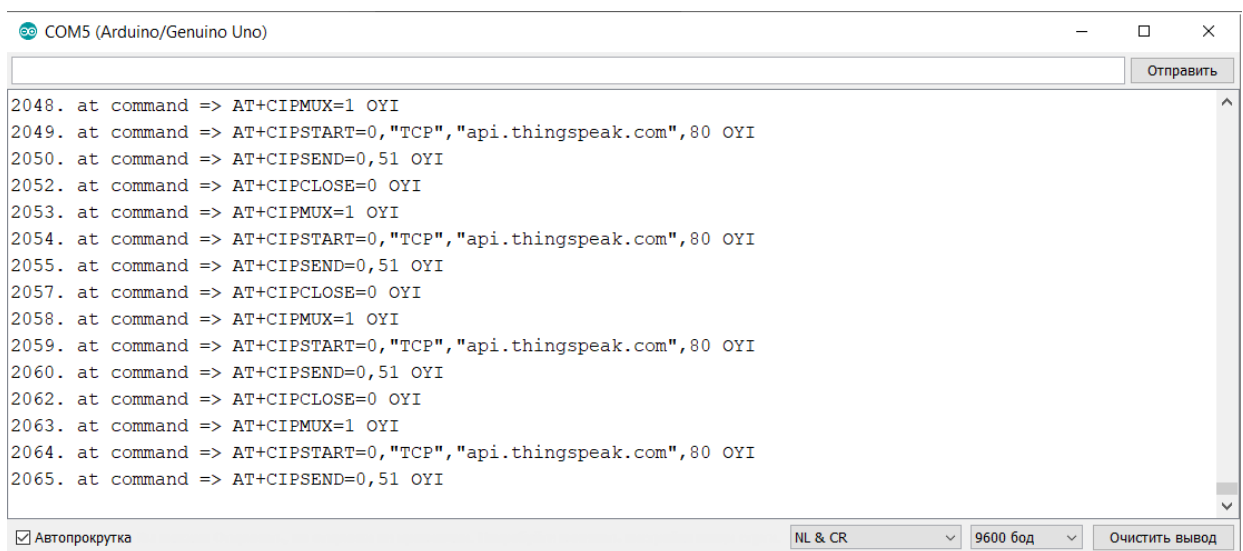 COM5 (Arduino/Genuino Uno)
Отправить
2048. at command => AT+CIPMUX=1 OYI
2049. at command => AT+CIPSTART=0,"TCP","api.thingspeak.com",80 OYI
2050. at command => AT+CIPSEND=0,51 OYI
2052. at command => AT+CIPCLOSE=0 OYI
2053. at command => AT+CIPMUX=1 OYI
2054. at command => AT+CIPSTART=0,"TCP","api.thingspeak.com",80 OYI
2055. at command => AT+CIPSEND=0,51 OYI
2057. at command => AT+CIPCLOSE=0 OYI
2058. at command => AT+CIPMUX=1 OYI
2059. at command => AT+CIPSTART=0,"TCP","api.thingspeak.com",80 OYI
2060. at command => AT+CIPSEND=0,51 OYI
2062. at command => AT+CIPCLOSE=0 OYI
2063. at command => AT+CIPMUX=1 OYI
2064. at command => AT+CIPSTART=0,"TCP","api.thingspeak.com",80 OYI
2065. at command => AT+CIPSEND=0,51 OYI
Автопрокрутка NL & CR 9600 бод Очистить вывод